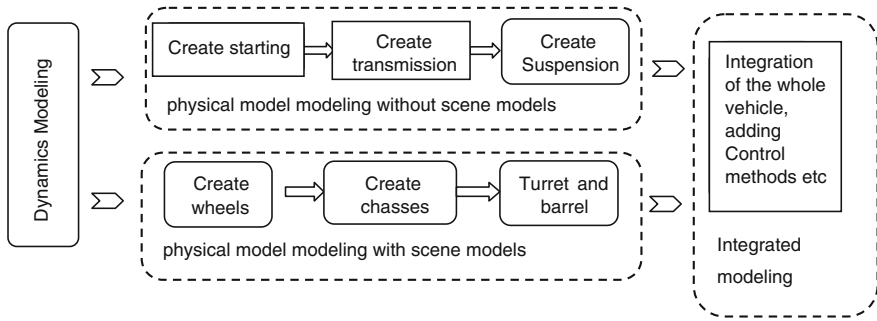 Dynamics Modeling
Create starting
Create
transmission
Create
Suspension
physical model modeling without scene models
Create
wheels
Create
chasses
Turret and
barrel
physical model modeling with scene models
Integration
of the whole
vehicle,
adding
Control
methods etc
Integrated
modeling